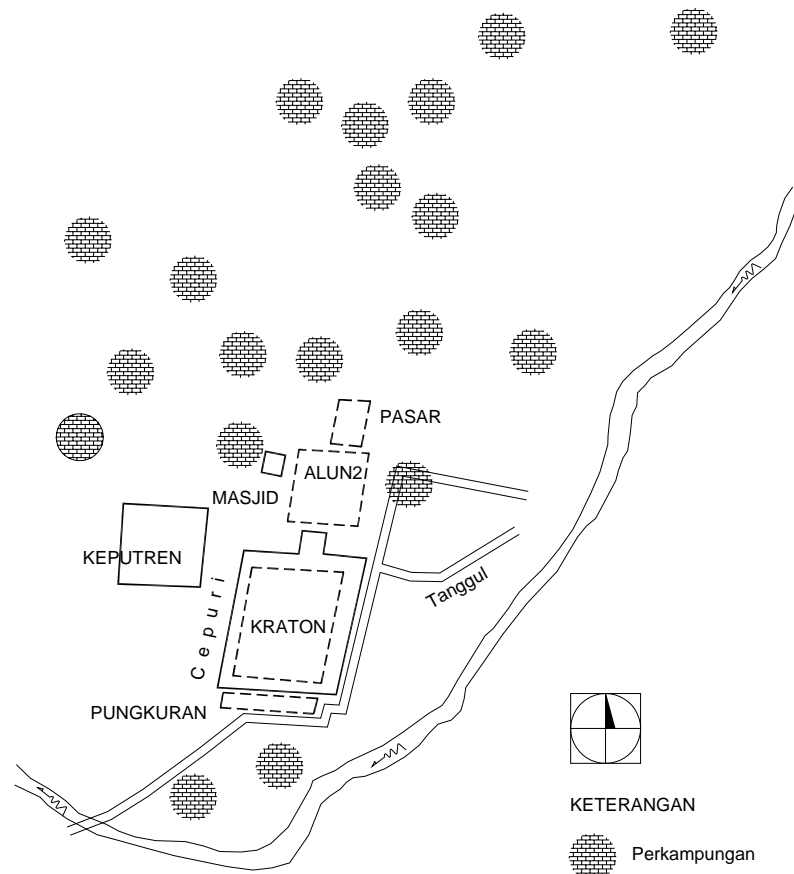 PASAR
ALUN2
MASJID
KEPUTREN
Cepuri
KRATON
Tanggul
PUNGKURAN
KETERANGAN
Perkampungan